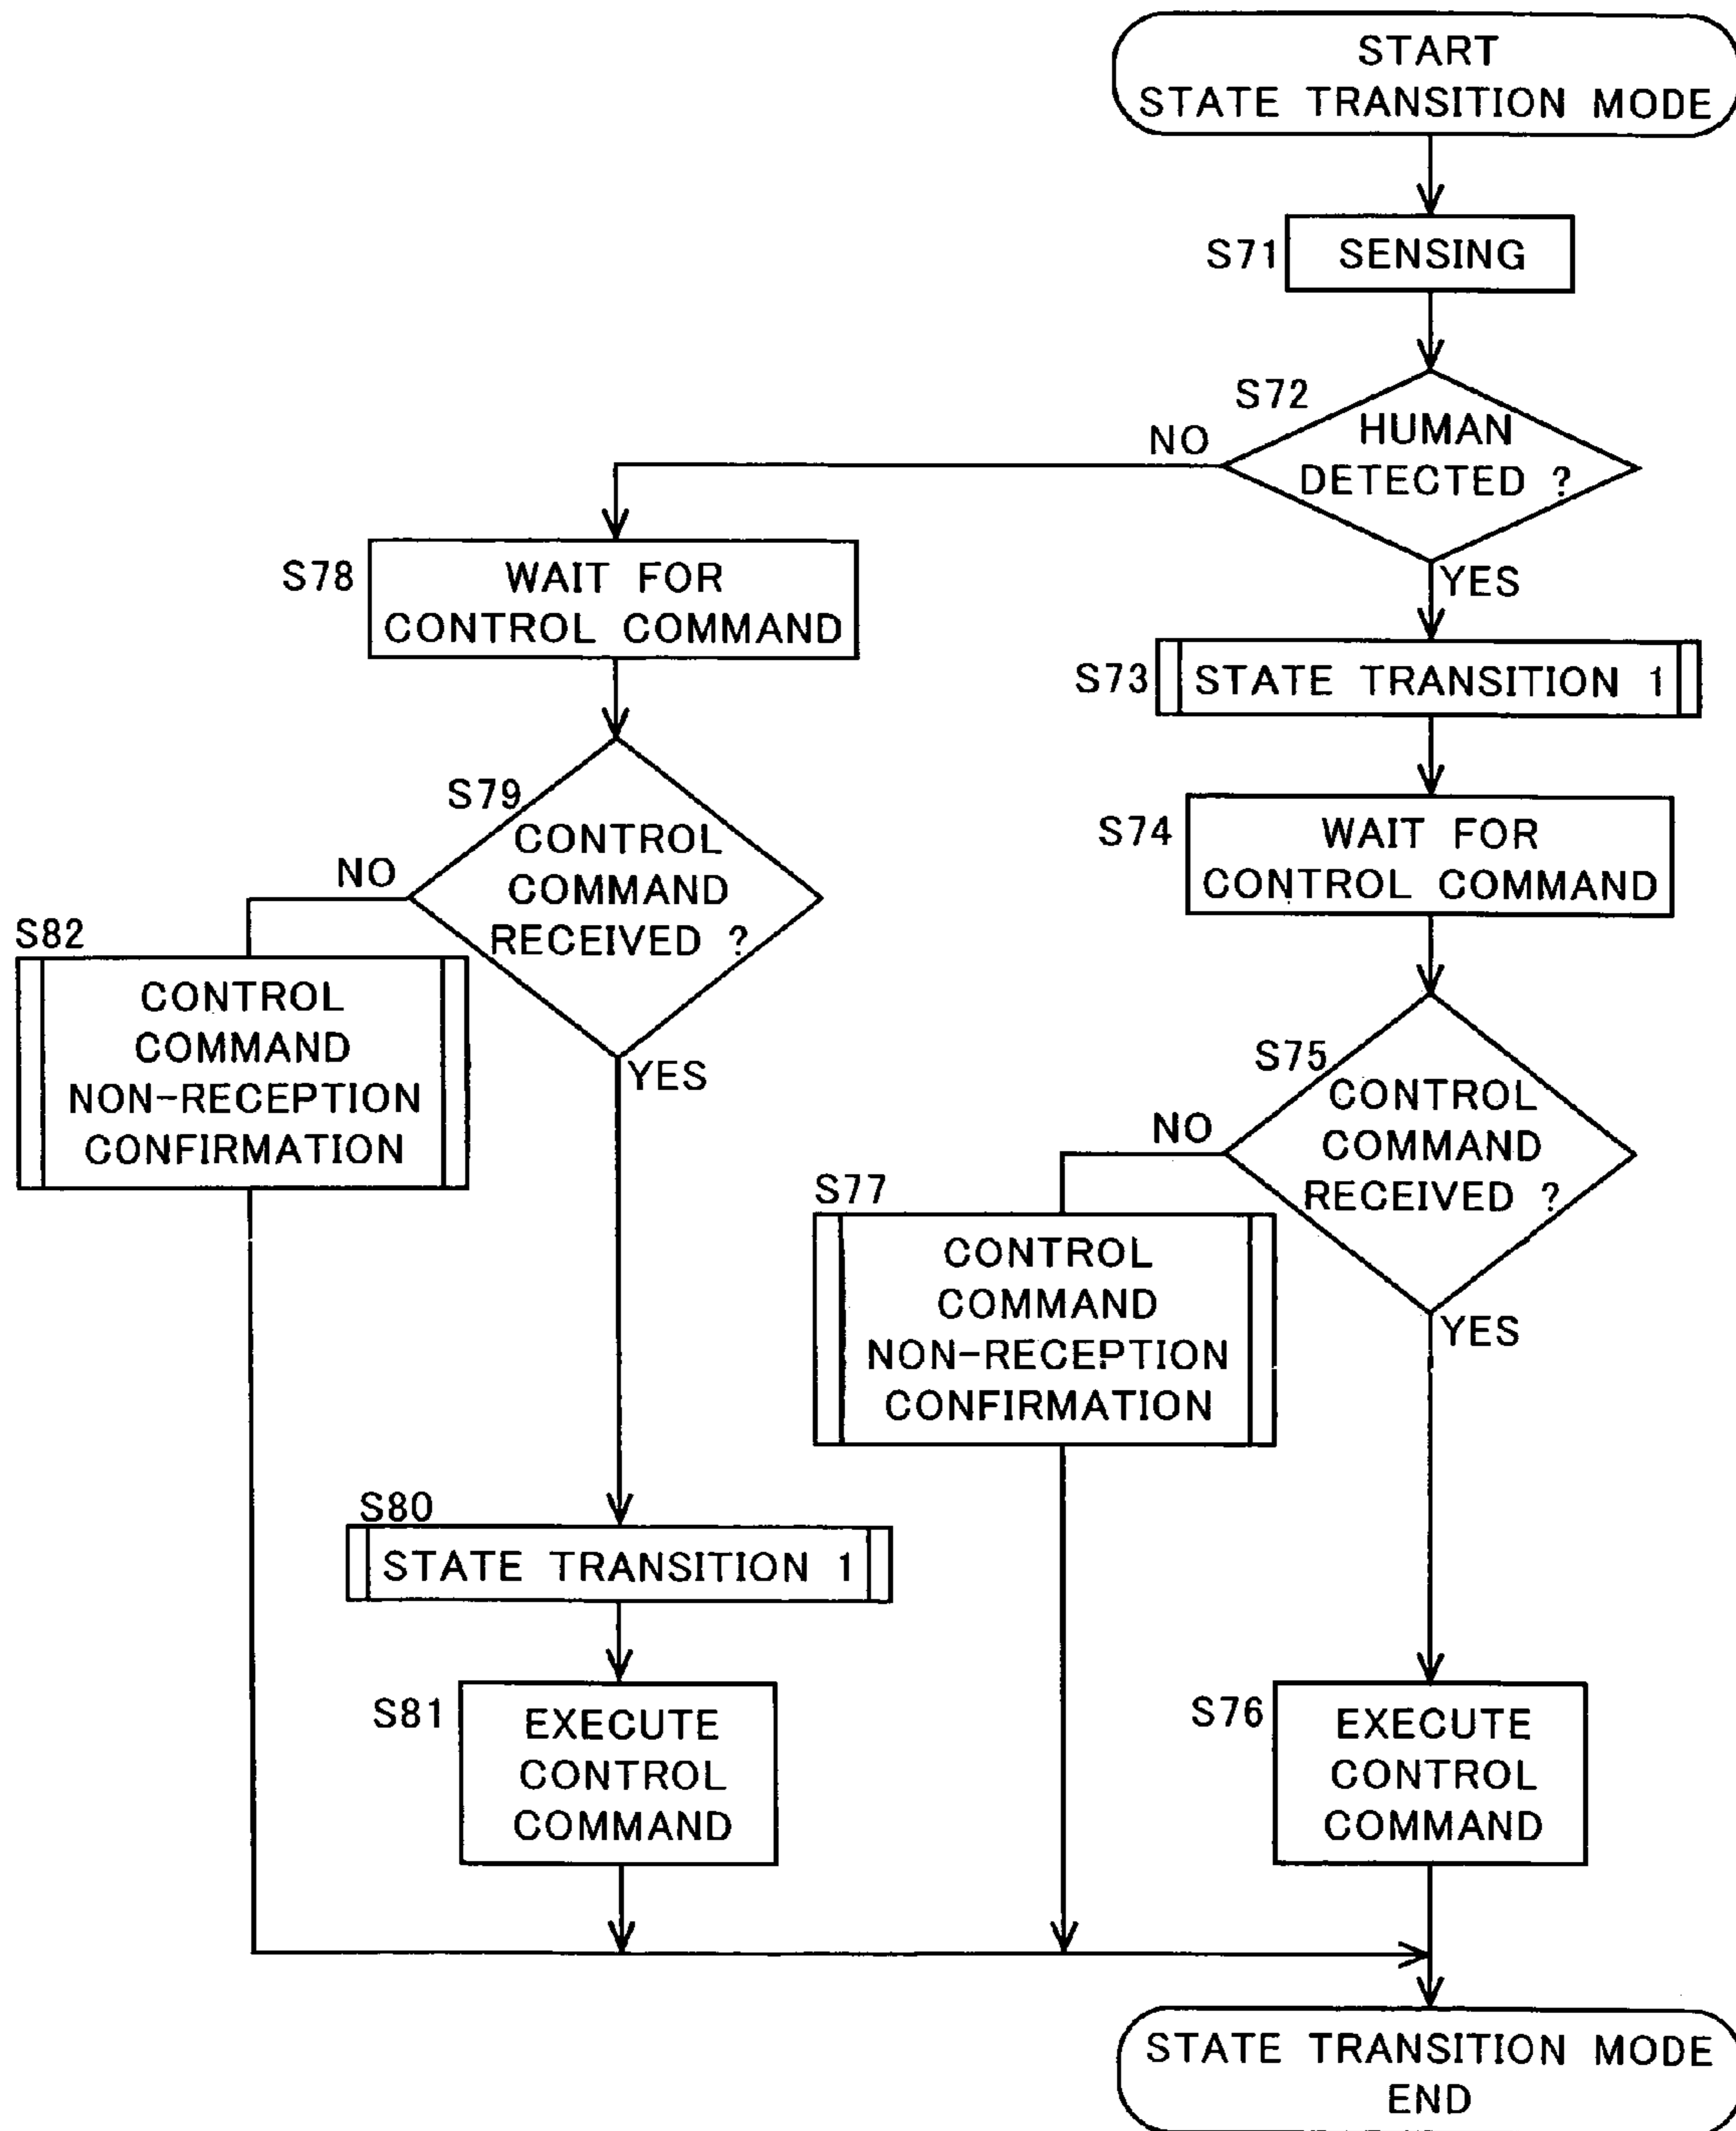 START
STATE TRANSITION MODE
S71
SENSING
S72
HUMAN
DETECTED ?
NO
YES
S78
WAIT FOR
CONTROL COMMAND
S73
STATE TRANSITION 1
S79
CONTROL
COMMAND
RECEIVED ?
NO
YES
S74
WAIT FOR
CONTROL COMMAND
S82
CONTROL
COMMAND
NON-RECEPTION
CONFIRMATION
S75
CONTROL
COMMAND
RECEIVED ?
NO
YES
S77
CONTROL
COMMAND
NON-RECEPTION
CONFIRMATION
S80
STATE TRANSITION 1
S81
EXECUTE
CONTROL
COMMAND
S76
EXECUTE
CONTROL
COMMAND
STATE TRANSITION MODE
END